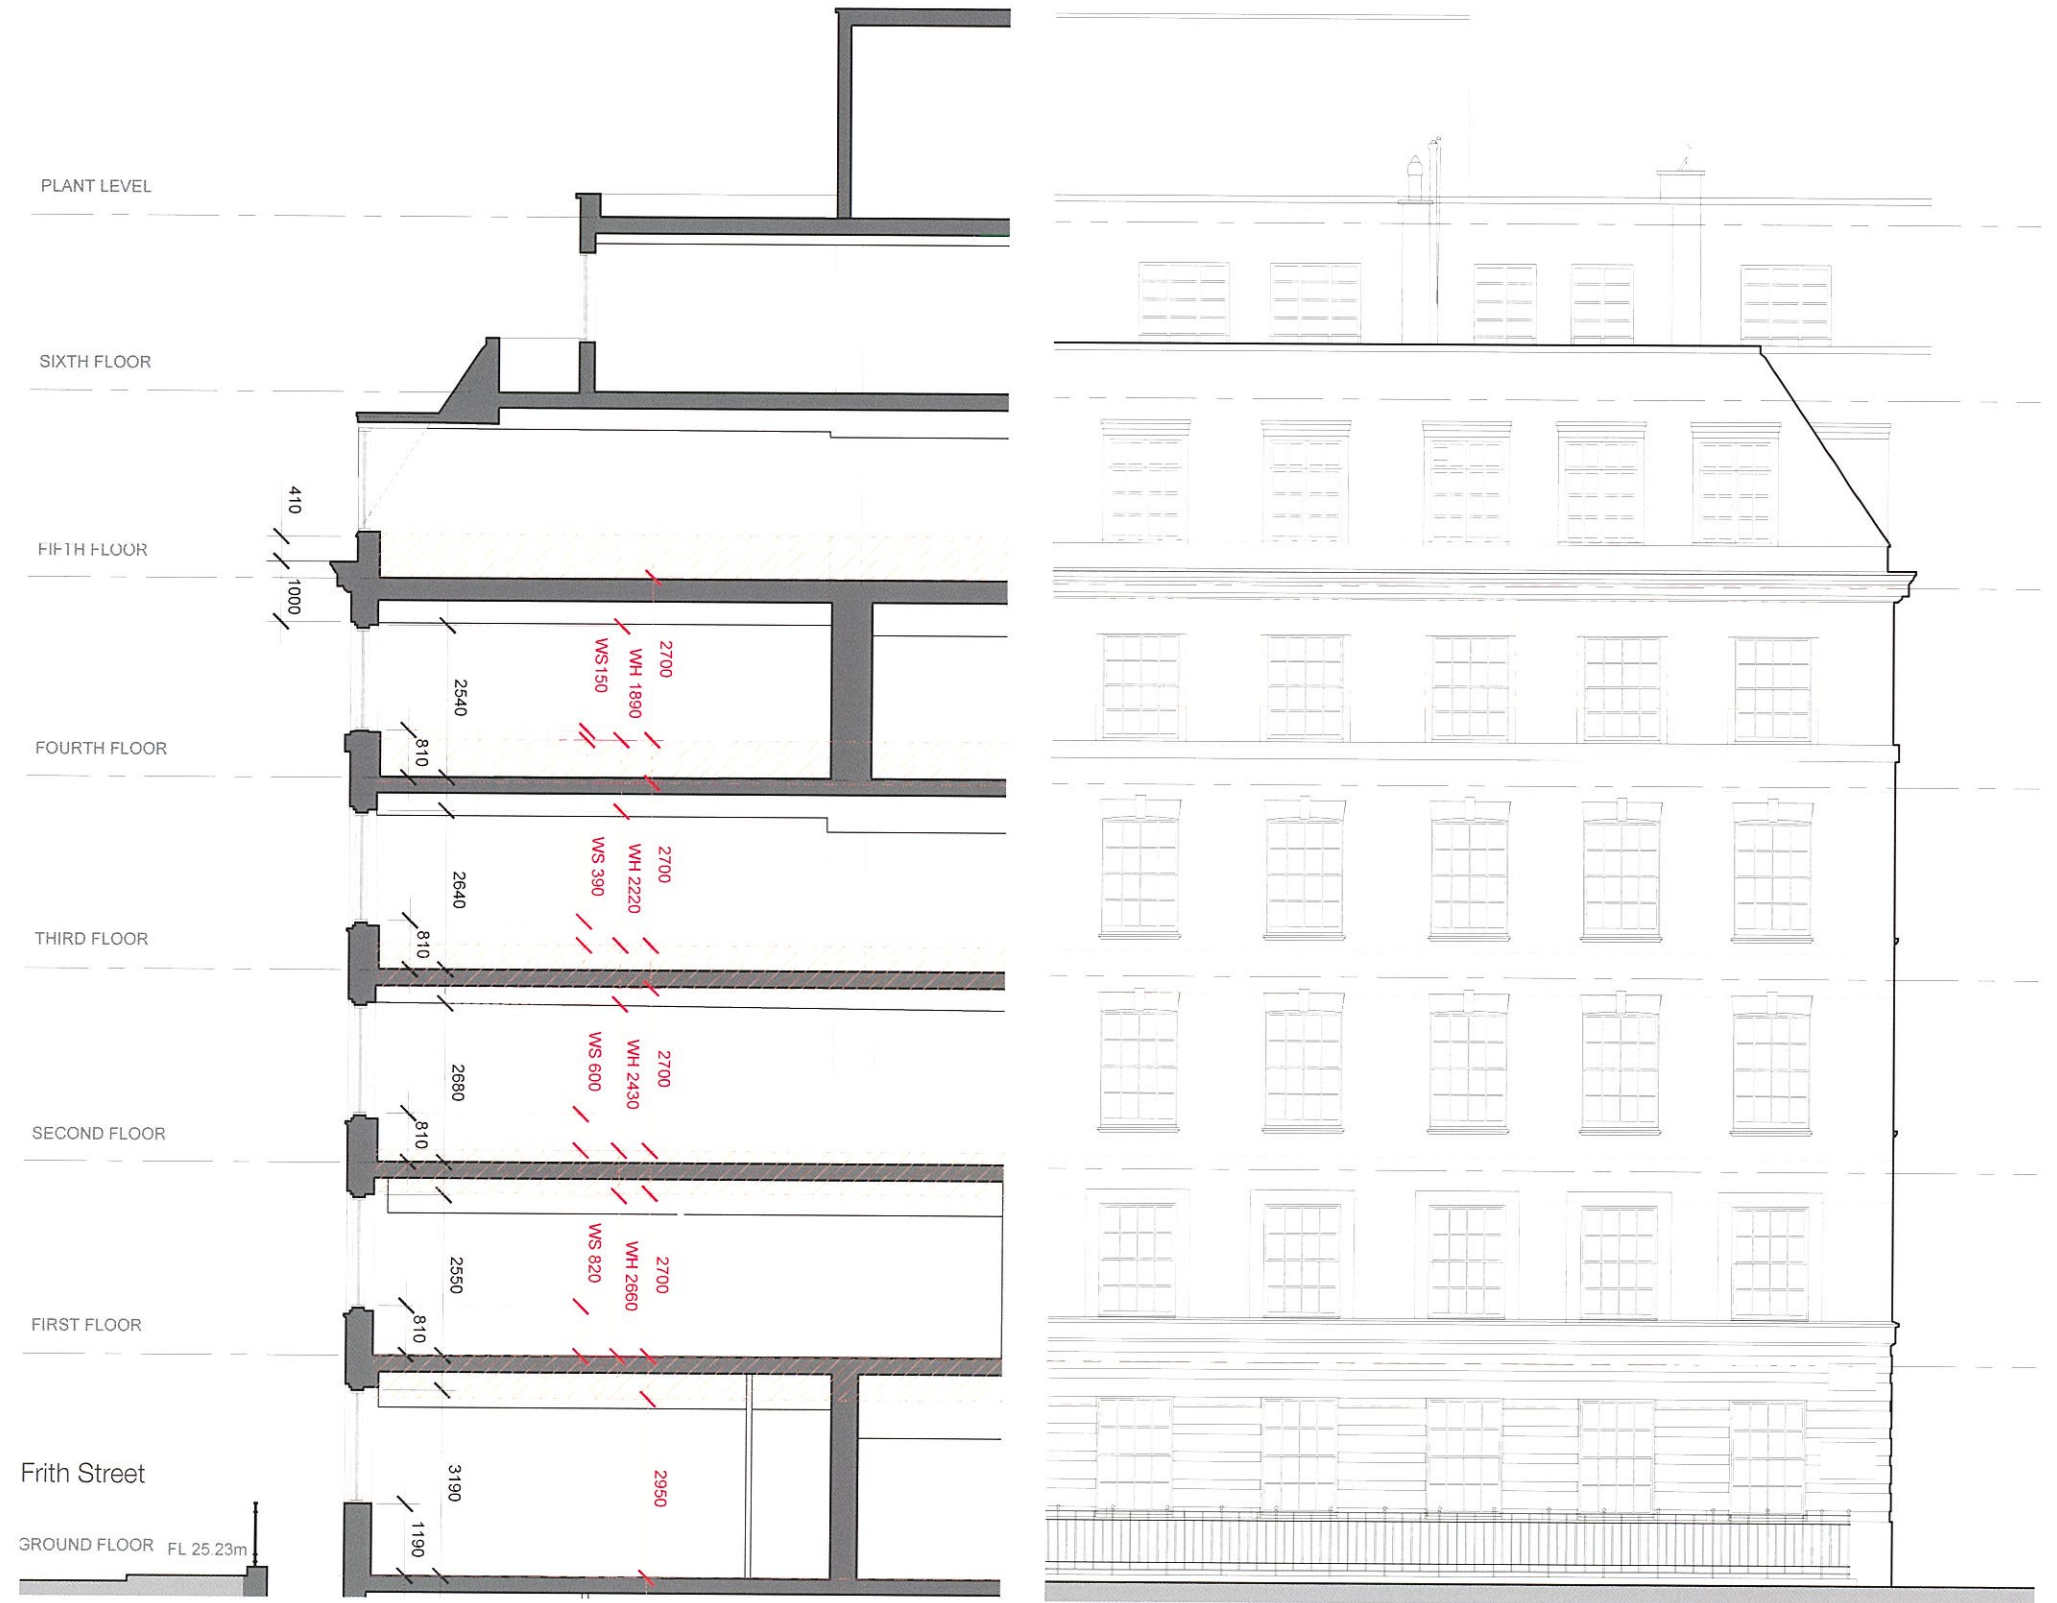 PLANT LEVEL
SIXTH FLOOR
410
FIFTH FLOOR
1000
2540
WS150
WH 1890
2700
FOURTH FLOOR
810
2640
WS 390
WH 2220
2700
THIRD FLOOR
810
2680
WS 600
WH 2430
2700
SECOND FLOOR
810
2550
WS 820
WH 2660
2700
FIRST FLOOR
810
Frith Street
3190
2950
GROUND FLOOR FL 25.23m
1190